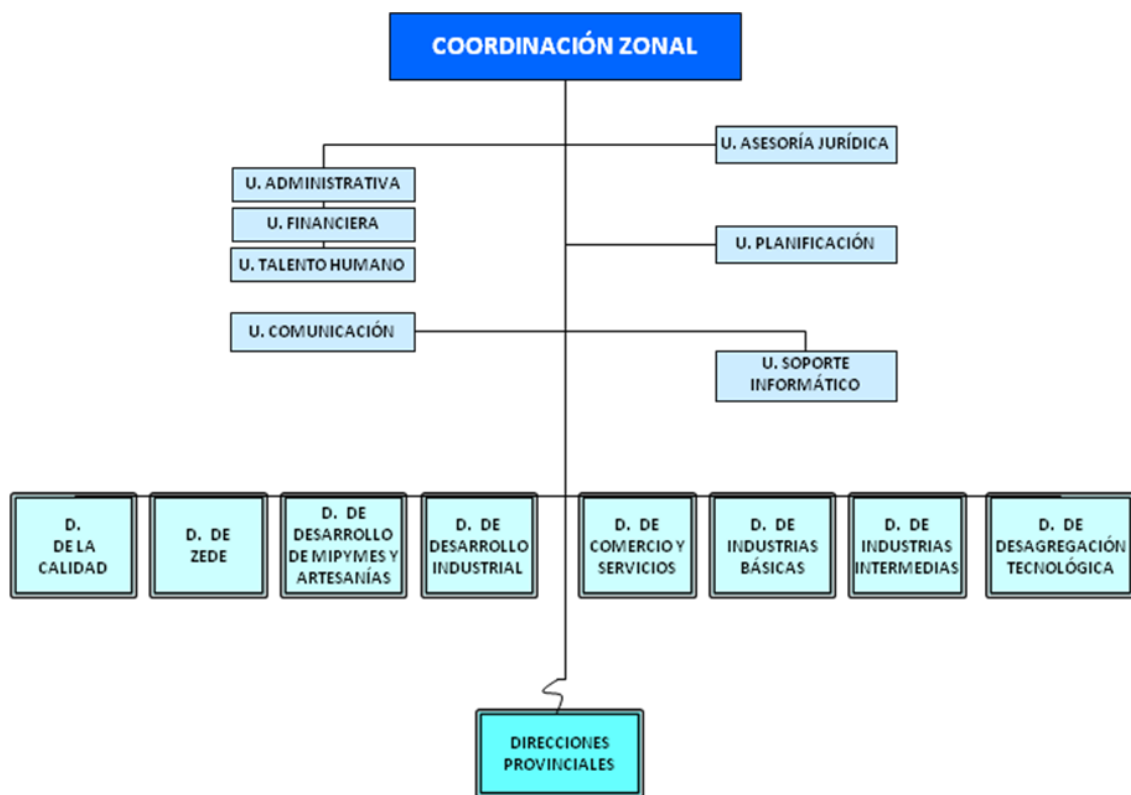 COORDINACIÓN ZONAL
U. ASESORÍA JURÍDICA
U. ADMINISTRATIVA
U. FINANCIERA
U. TALENTO HUMANO
U. PLANIFICACIÓN
U. COMUNICACIÓN
U. SOPORTE
INFORMÁTICO
D.
DE LA
CALIDAD
D. DE
ZEDE
D. DE
DESARROLLO
DE MIPYMES Y
ARTESANÍAS
D. DE
DESARROLLO
INDUSTRIAL
D. DE
COMERCIO Y
SERVICIOS
D. DE
INDUSTRIAS
BÁSICAS
D. DE
INDUSTRIAS
INTERMEDIAS
D. DE
DESAGREGACIÓN
TECNOLÓGICA
DIRECCIONES
PROVINCIALES